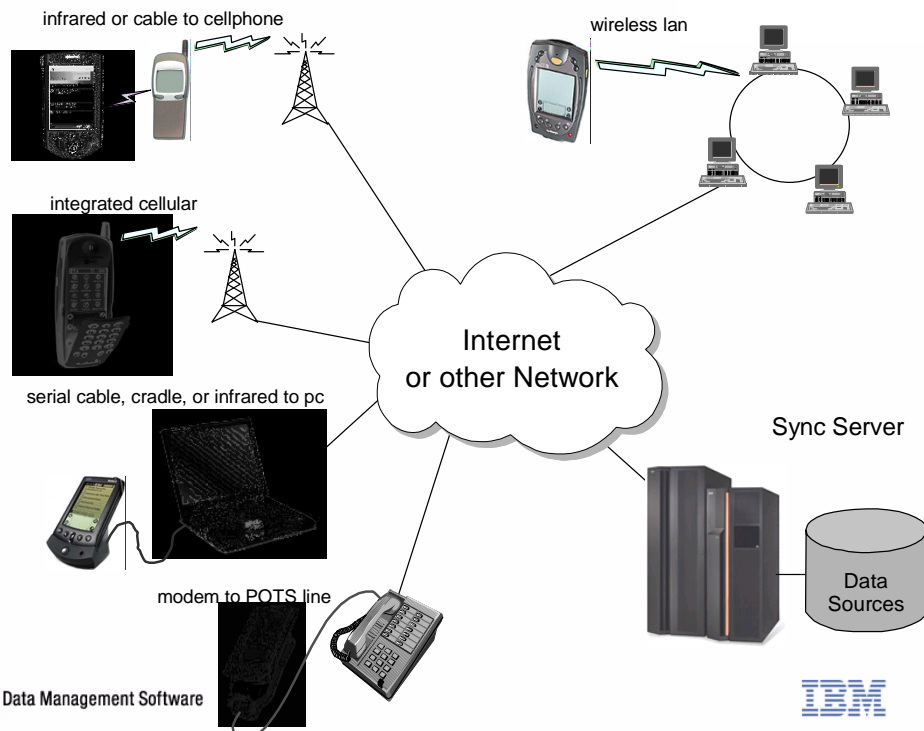 infrared or cable to cellphone
wireless lan
integrated cellular
Internet
or other Network
serial cable, cradle, or infrared to pc
Sync Server
modem to POTS line
Data
Sources
Data Management Software
IBM